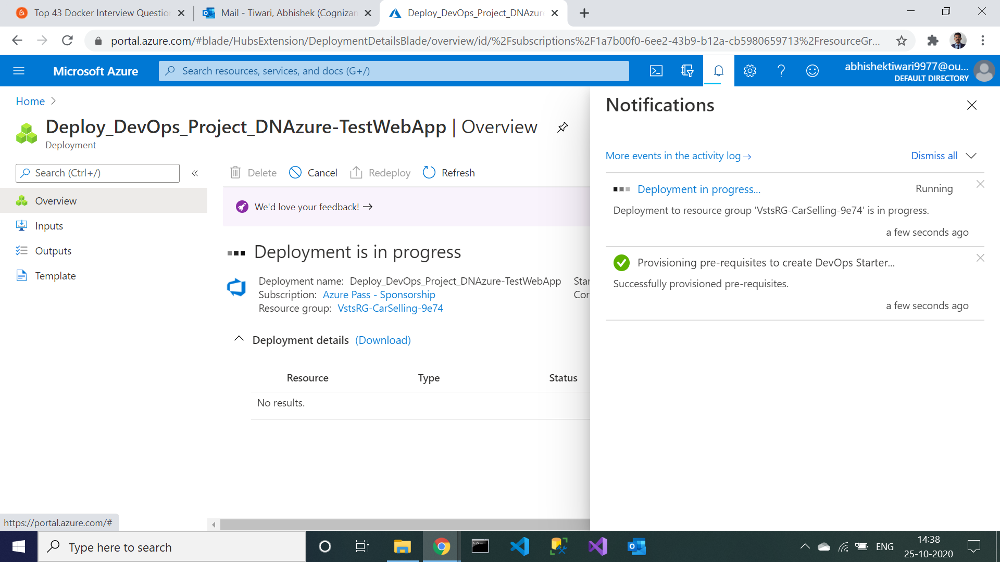 Top 43 Docker Interview Question
Mail - Tiwari, Abhishek (Cognizan
Deploy_DevOps_Project_DNAzure
portal.azure.com/#blade/HubsExtension/DeploymentDetailsBlade/overview/id/%2Fsubscriptions%2F1a7b00f0-6ee2-43b9-b12a-cb5980659713%2FresourceGr...
Microsoft Azure
Search resources, services, and docs (G+/)
abhishektiwari9977@ou...
DEFAULT DIRECTORY
Home
Deploy_DevOps_Project_DNAzure-TestWebApp | Overview
Deployment
Search (Ctrl+/)
Overview
Inputs
Outputs
Template
Delete
Cancel
Redeploy
Refresh
We'd love your feedback! →
Deployment is in progress
Deployment name: Deploy_DevOps_Project_DNAzure-TestWebApp
Subscription: Azure Pass - Sponsorship
Resource group: VstsRG-CarSelling-9e74
Star
Cor
Deployment details (Download)
Resource Type Status
No results.
Notifications
More events in the activity log →
Dismiss all
Deployment in progress... Running
Deployment to resource group 'VstsRG-CarSelling-9e74' is in progress.
a few seconds ago
Provisioning pre-requisites to create DevOps Starter...
Successfully provisioned pre-requisites.
a few seconds ago
https://portal.azure.com/#
Type here to search
ENG
14:38
25-10-2020